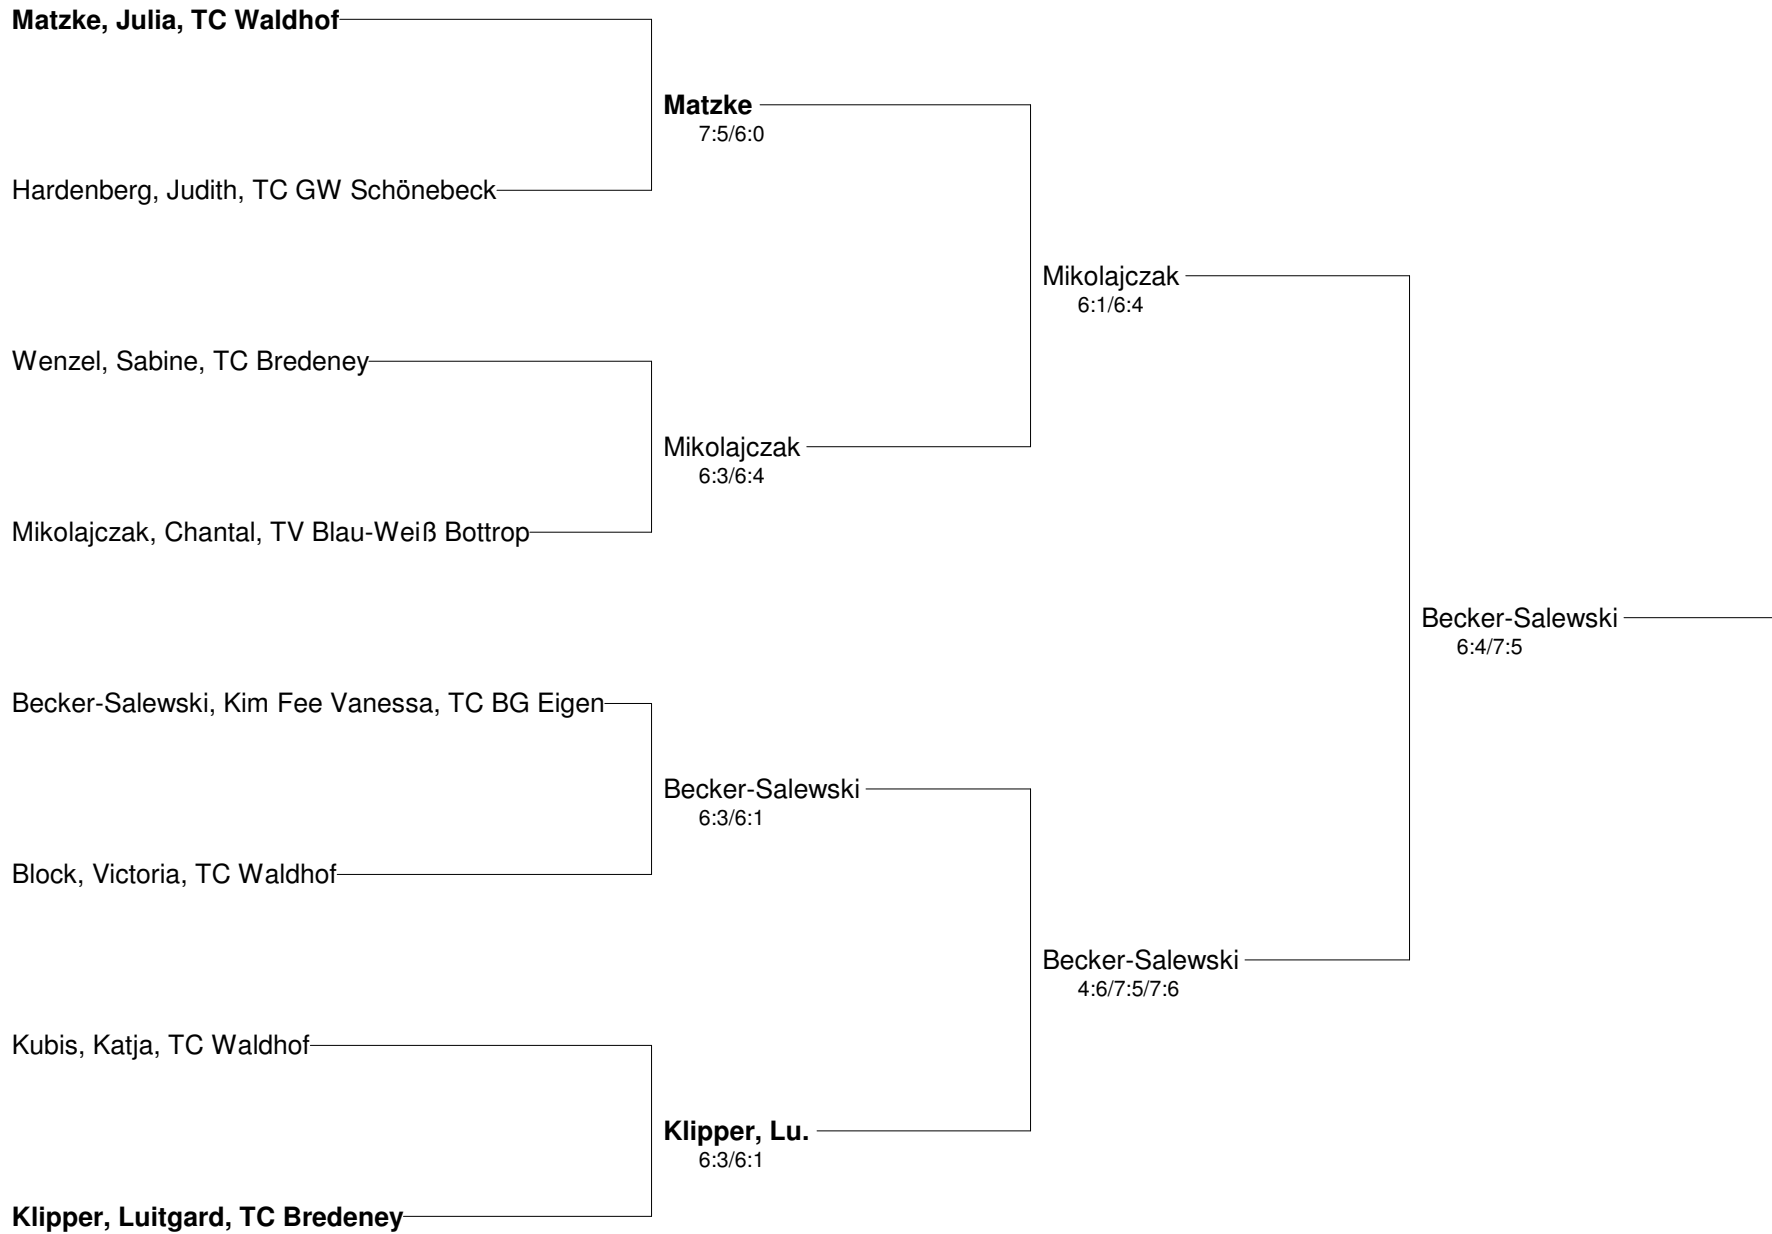 Matzke, Julia, TC Waldhof
Matzke
7:5/6:0
Hardenberg, Judith, TC GW Schönebeck
Mikolajczak
6:1/6:4
Wenzel, Sabine, TC Bredeney
Mikolajczak
6:3/6:4
Mikolajczak, Chantal, TV Blau-Weiß Bottrop
Becker-Salewski
6:4/7:5
Becker-Salewski, Kim Fee Vanessa, TC BG Eigen
Becker-Salewski
6:3/6:1
Block, Victoria, TC Waldhof
Becker-Salewski
4:6/7:5/7:6
Kubis, Katja, TC Waldhof
Klipper, Lu.
6:3/6:1
Klipper, Luitgard, TC Bredeney